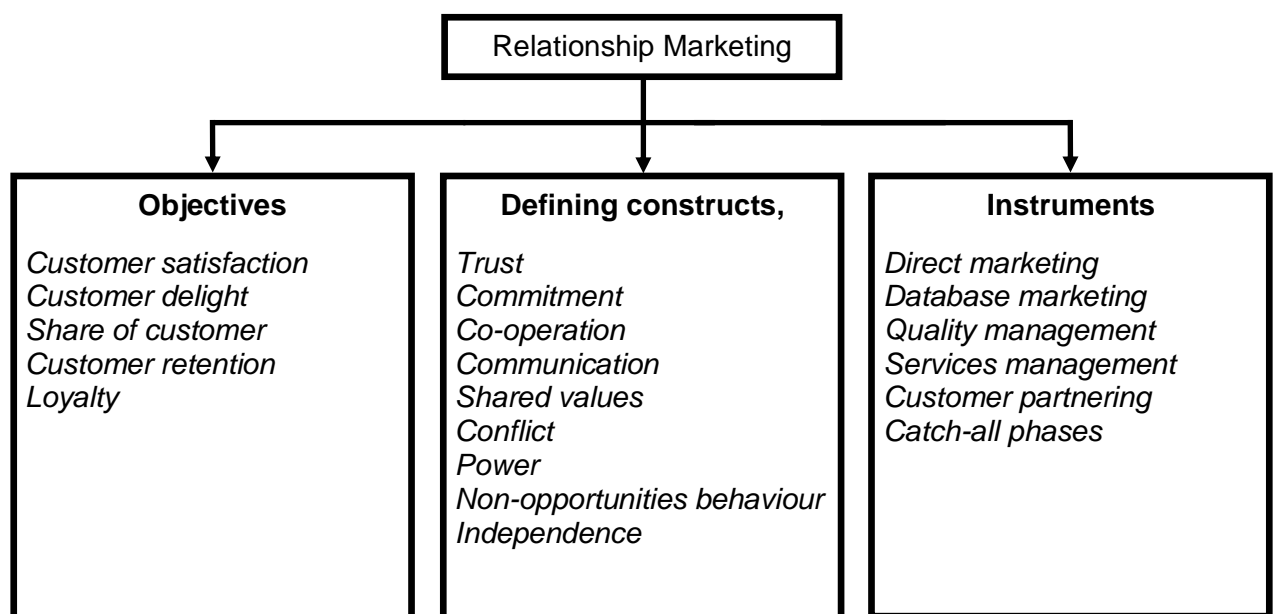 Relationship Marketing
Objectives
Customer satisfaction
Customer delight
Share of customer
Customer retention
Loyalty
Defining constructs,
Trust
Commitment
Co-operation
Communication
Shared values
Conflict
Power
Non-opportunities behaviour
Independence
Instruments
Direct marketing
Database marketing
Quality management
Services management
Customer partnering
Catch-all phases